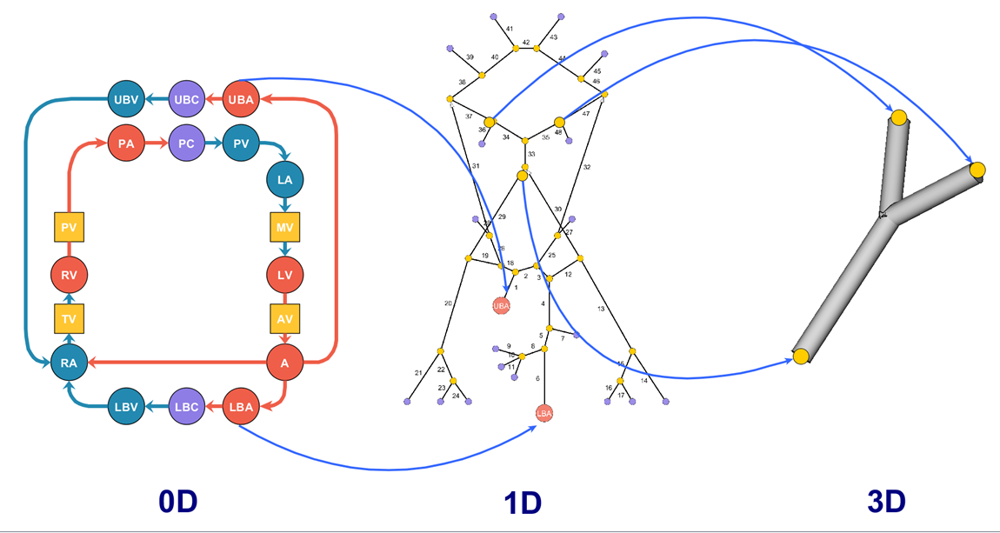 UBV UBC UBA
PA PC PV
LA
PV MV
RV LV
TV AV
RA A
LBV LBC LBA
41 42 43
39 40 44 45
38 46
37 47
36 34 35 48
33
31 32
29 30
27
26 25
19 18 12
1 2 3
UBA
20 4 13
5 7
9 8
10
11
21 22 6 15 14
23 16 17
24
LBA
0D 1D 3D